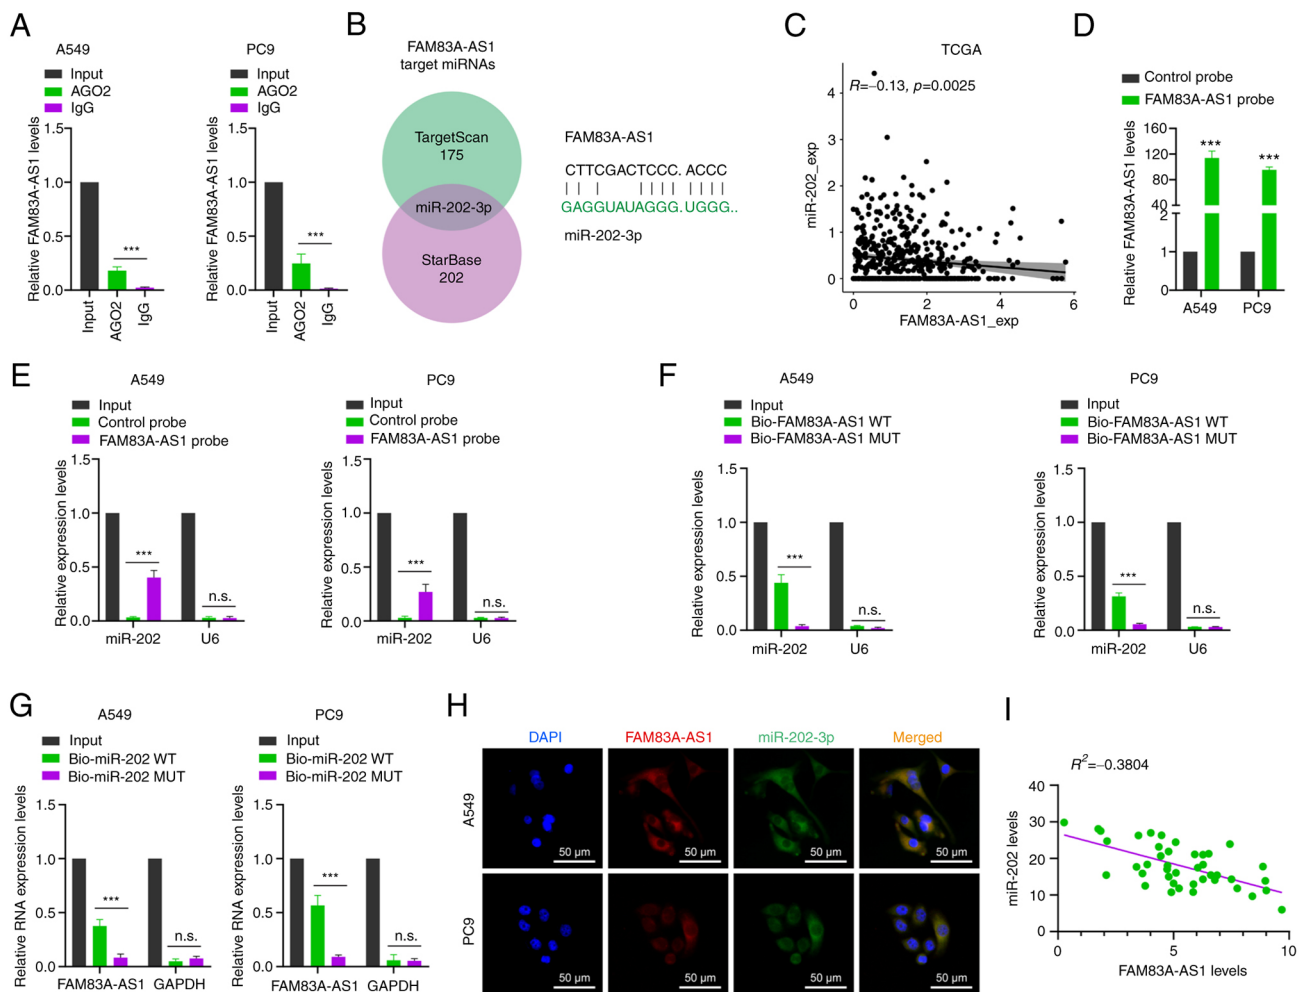 A
A549
Input
AGO2
IgG
Relative FAM83A-AS1 levels
1.5
1.0
0.5
0.0
***
Input
AGO2
IgG
PC9
Input
AGO2
IgG
Relative FAM83A-AS1 levels
1.5
1.0
0.5
0.0
***
Input
AGO2
IgG
B
FAM83A-AS1
target miRNAs
TargetScan
175
miR-202-3p
StarBase
202
FAM83A-AS1
CTTCGACTCCC. ACCC
GAGGUAUAGGG. UGGG..
miR-202-3p
C
TCGA
R=−0.13, p=0.0025
miR-202_exp
4
3
2
1
0
0
2
4
6
FAM83A-AS1_exp
D
Control probe
FAM83A-AS1 probe
Relative FAM83A-AS1 levels
160
120
80
40
2
1
0
***
***
A549
PC9
E
A549
Input
Control probe
FAM83A-AS1 probe
Relative expression levels
1.5
1.0
0.5
0.0
***
n.s.
miR-202
U6
PC9
Input
Control probe
FAM83A-AS1 probe
Relative expression levels
1.5
1.0
0.5
0.0
***
n.s.
miR-202
U6
F
A549
Input
Bio-FAM83A-AS1 WT
Bio-FAM83A-AS1 MUT
Relative expression levels
1.5
1.0
0.5
0.0
***
n.s.
miR-202
U6
PC9
Input
Bio-FAM83A-AS1 WT
Bio-FAM83A-AS1 MUT
Relative expression levels
1.5
1.0
0.5
0.0
***
n.s.
miR-202
U6
G
A549
Input
Bio-miR-202 WT
Bio-miR-202 MUT
Relative RNA expression levels
1.5
1.0
0.5
0.0
***
n.s.
FAM83A-AS1
GAPDH
PC9
Input
Bio-miR-202 WT
Bio-miR-202 MUT
Relative RNA expression levels
1.5
1.0
0.5
0.0
***
n.s.
FAM83A-AS1
GAPDH
H
DAPI
FAM83A-AS1
miR-202-3p
Merged
A549
50 µm
50 µm
50 µm
50 µm
PC9
50 µm
50 µm
50 µm
50 µm
I
R²=−0.3804
miR-202 levels
40
30
20
10
0
0
5
10
FAM83A-AS1 levels